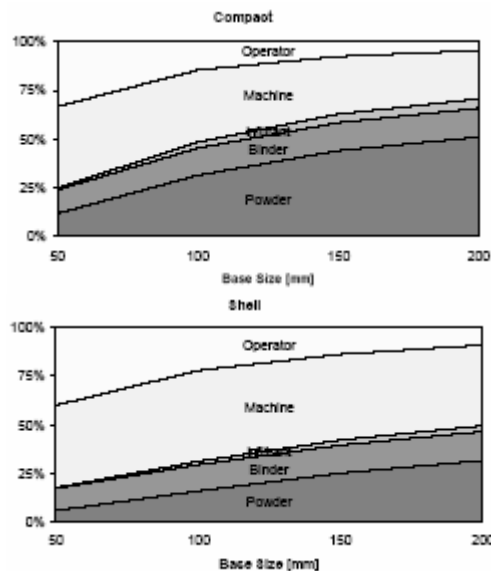 Compact
100%
Operator
75%
Machine
50%
Binder
25%
Powder
0%
50 100 150 200
Base Size [mm]
Shell
100%
Operator
75%
Machine
50%
Binder
25%
Powder
0%
50 100 150 200
Base Size [mm]